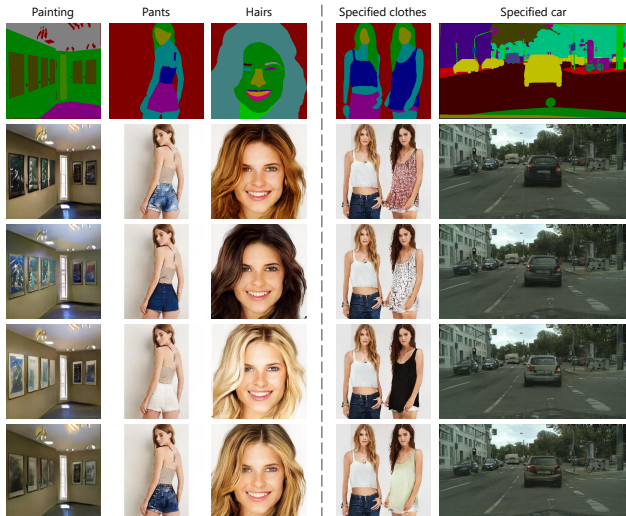 Painting
Pants
Hairs
Specified clothes
Specified car